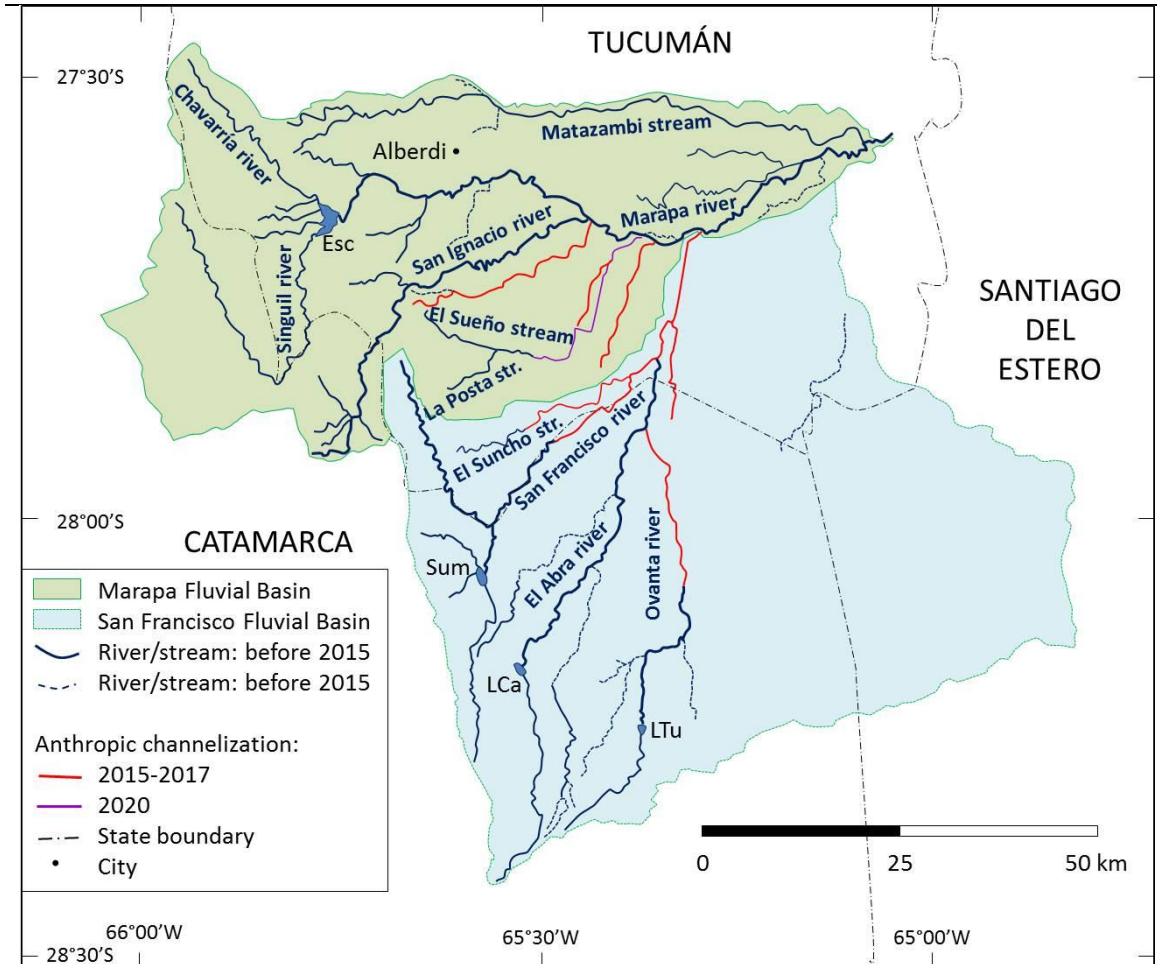 TUCUMÁN
27°30'S
Chavarría river
Matazambi stream
Alberdi
Marapa river
San Ignacio river
Esc
Singuil river
El Sueño stream
SANTIAGO
DEL
ESTERO
La Posta str.
El Suncho str.
San Francisco river
28°00'S
CATAMARCA
Sum
El Abra river
Ovanta river
LCa
LTu
Marapa Fluvial Basin
San Francisco Fluvial Basin
River/stream: before 2015
River/stream: before 2015
Anthropic channelization:
2015-2017
2020
State boundary
City
0 25 50 km
66°00'W 65°30'W 65°00'W
28°30'S